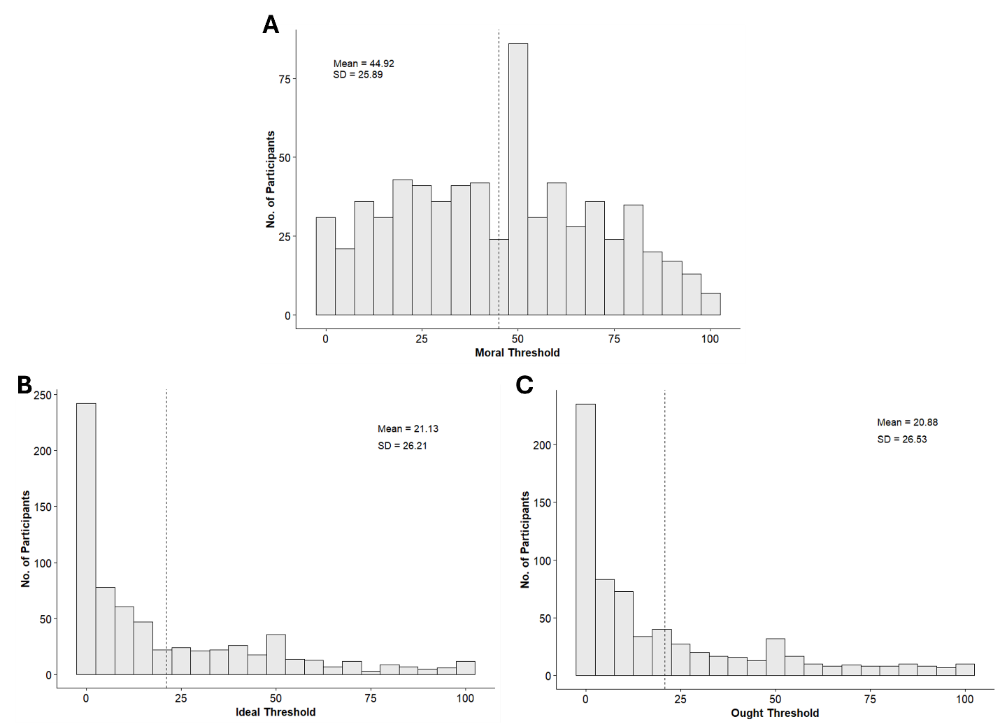 A
Mean = 44.92
SD = 25.89
No. of Participants
75
50
25
0
0 25 50 75 100
Moral Threshold
B
Mean = 21.13
SD = 26.21
No. of Participants
250
200
150
100
50
0
0 25 50 75 100
Ideal Threshold
C
Mean = 20.88
SD = 26.53
No. of Participants
200
150
100
50
0
0 25 50 75 100
Ought Threshold